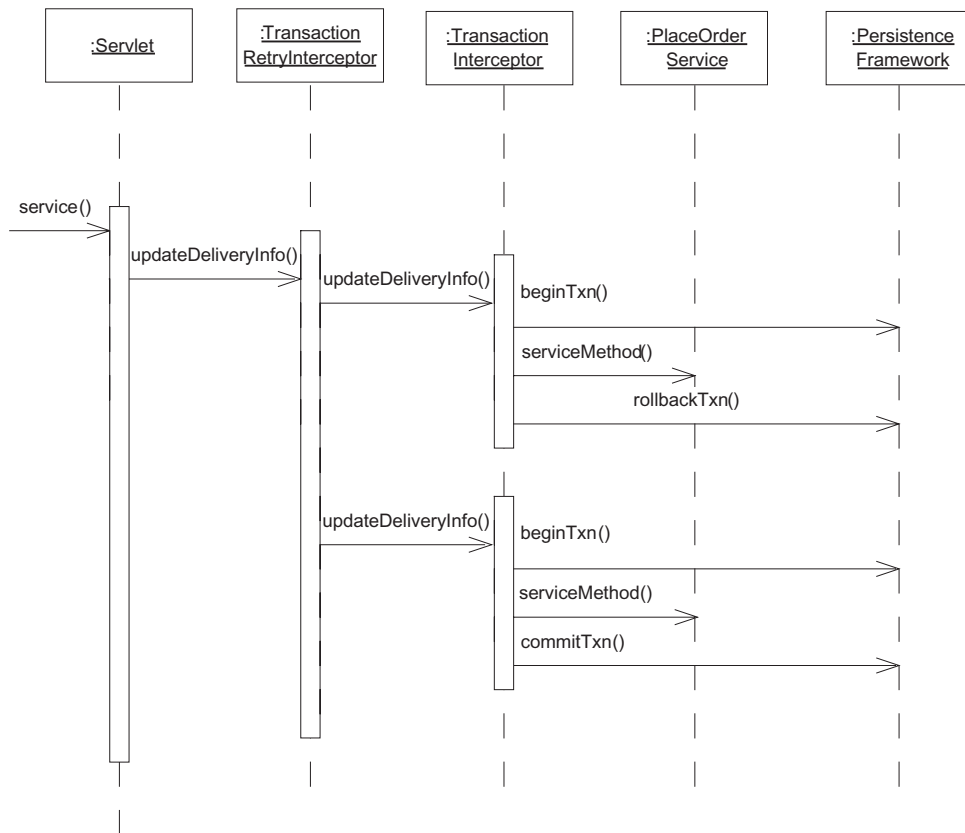 :Servlet
:Transaction
RetryInterceptor
:Transaction
Interceptor
:PlaceOrder
Service
:Persistence
Framework
service()
updateDeliveryInfo()
updateDeliveryInfo()
beginTxn()
serviceMethod()
rollbackTxn()
updateDeliveryInfo()
beginTxn()
serviceMethod()
commitTxn()